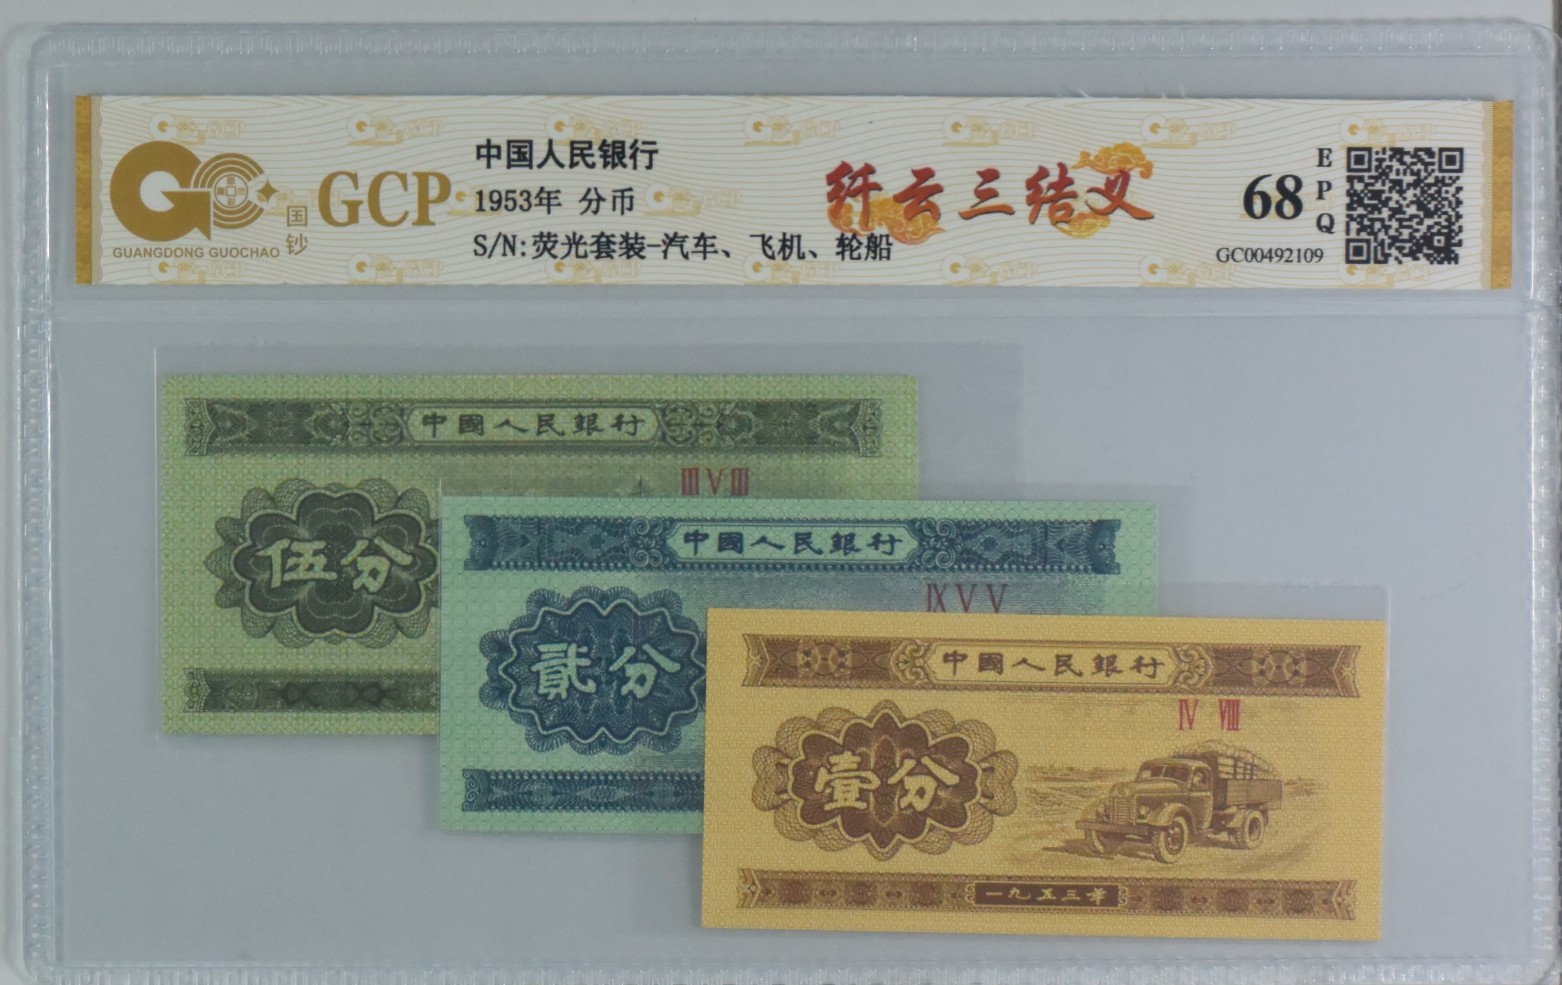 GCP
国钞
GUANGDONG GUOCHAO
中国人民银行
1953年 分币
S/N:荧光套装-汽车、飞机、轮船
纤云三结义
68
EPQ
GC00492109
中國人民銀行
ⅢⅤⅢ
伍分
中國人民銀行
ⅨⅤⅤ
貳分
中國人民銀行
Ⅳ Ⅷ
壹分
一九五三年